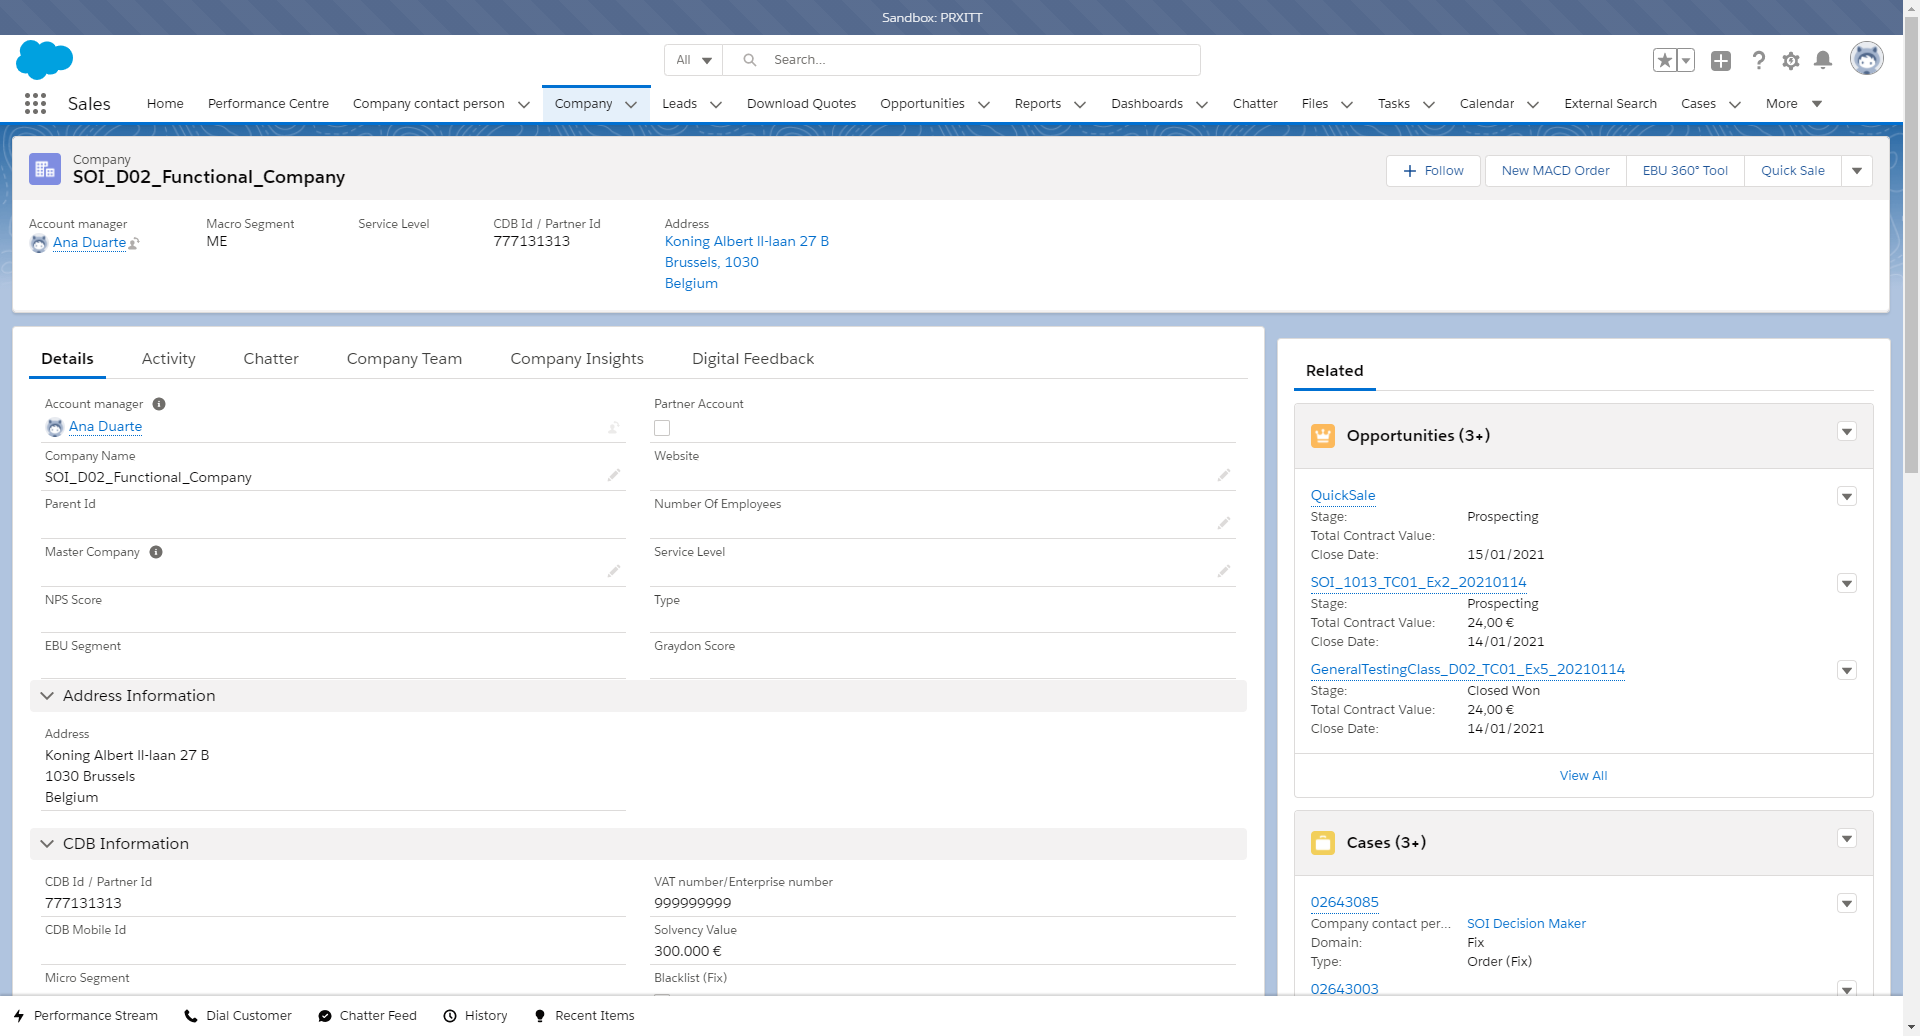 Sandbox: PRXITT
All
Search...
Sales
Home
Performance Centre
Company contact person
Company
Leads
Download Quotes
Opportunities
Reports
Dashboards
Chatter
Files
Tasks
Calendar
External Search
Cases
More
Company
SOI_D02_Functional_Company
Follow
New MACD Order
EBU 360° Tool
Quick Sale
Account manager
Ana Duarte
Macro Segment
ME
Service Level
CDB Id / Partner Id
777131313
Address
Koning Albert II-laan 27 B
Brussels, 1030
Belgium
Details
Activity
Chatter
Company Team
Company Insights
Digital Feedback
Account manager
Ana Duarte
Partner Account
Company Name
SOI_D02_Functional_Company
Website
Parent Id
Number Of Employees
Master Company
Service Level
NPS Score
Type
EBU Segment
Graydon Score
Address Information
Address
Koning Albert II-laan 27 B
1030 Brussels
Belgium
CDB Information
CDB Id / Partner Id
777131313
VAT number/Enterprise number
999999999
CDB Mobile Id
Solvency Value
300.000 €
Micro Segment
Blacklist (Fix)
Related
Opportunities (3+)
QuickSale
Stage: Prospecting
Total Contract Value:
Close Date: 15/01/2021
SOI_1013_TC01_Ex2_20210114
Stage: Prospecting
Total Contract Value: 24,00 €
Close Date: 14/01/2021
GeneralTestingClass_D02_TC01_Ex5_20210114
Stage: Closed Won
Total Contract Value: 24,00 €
Close Date: 14/01/2021
View All
Cases (3+)
02643085
Company contact per... SOI Decision Maker
Domain: Fix
Type: Order (Fix)
02643003
Performance Stream
Dial Customer
Chatter Feed
History
Recent Items